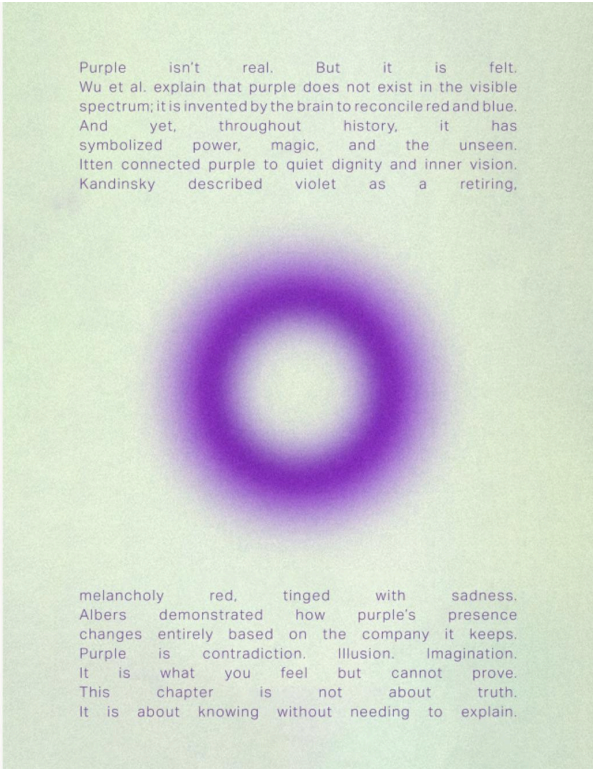 Purple isn't real. But it is felt.
Wu et al. explain that purple does not exist in the visible
spectrum; it is invented by the brain to reconcile red and blue.
And yet, throughout history, it has
symbolized power, magic, and the unseen.
Itten connected purple to quiet dignity and inner vision.
Kandinsky described violet as a retiring,
melancholy red, tinged with sadness.
Albers demonstrated how purple's presence
changes entirely based on the company it keeps.
Purple is contradiction. Illusion. Imagination.
It is what you feel but cannot prove.
This chapter is not about truth.
It is about knowing without needing to explain.